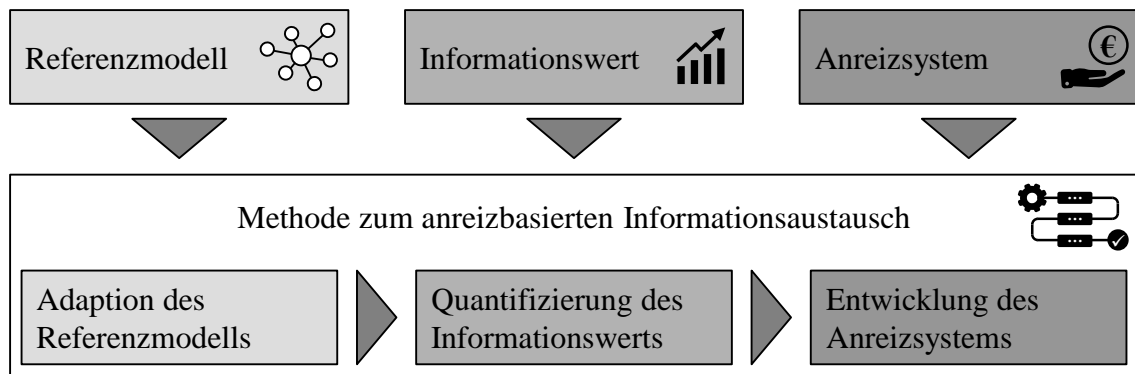 Referenzmodell
Informationswert
Anreizsystem
€
Methode zum anreizbasierten Informationsaustausch
Adaption des
Referenzmodells
Quantifizierung des
Informationswerts
Entwicklung des
Anreizsystems